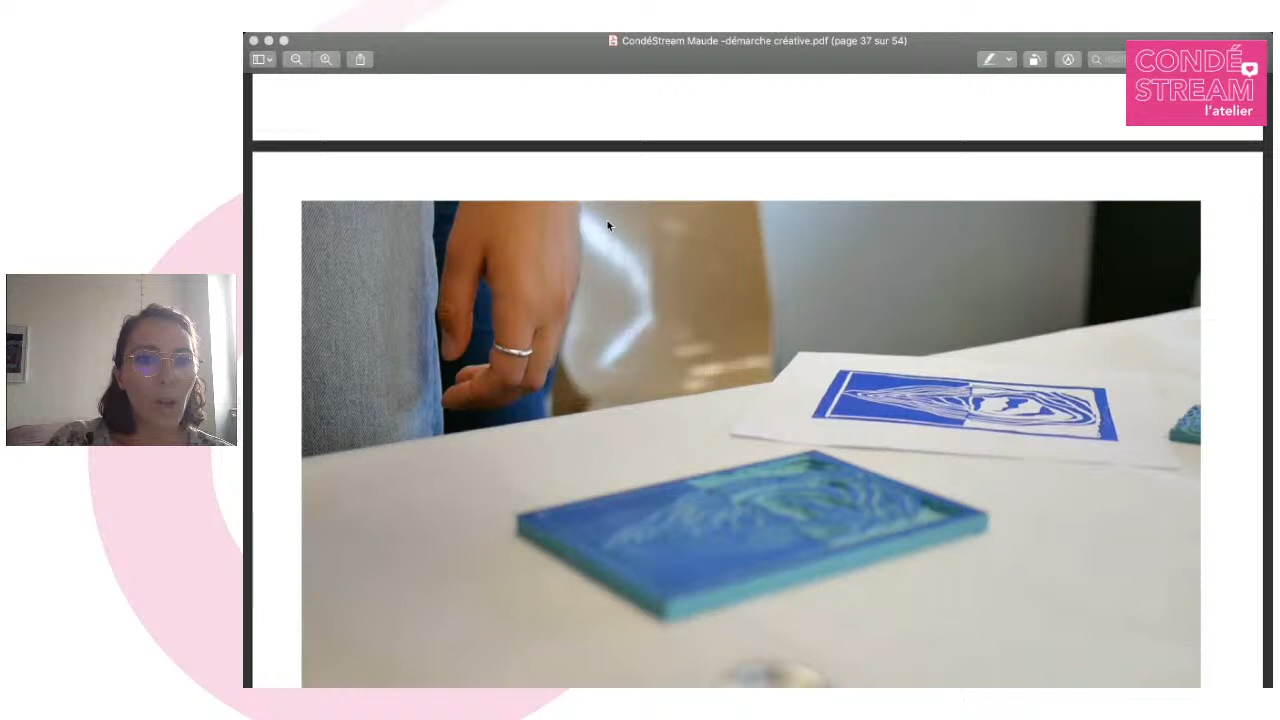 CondéStream Maude -démarche créative.pdf (page 37 sur 54)
CONDÉ
STREAM
l'atelier